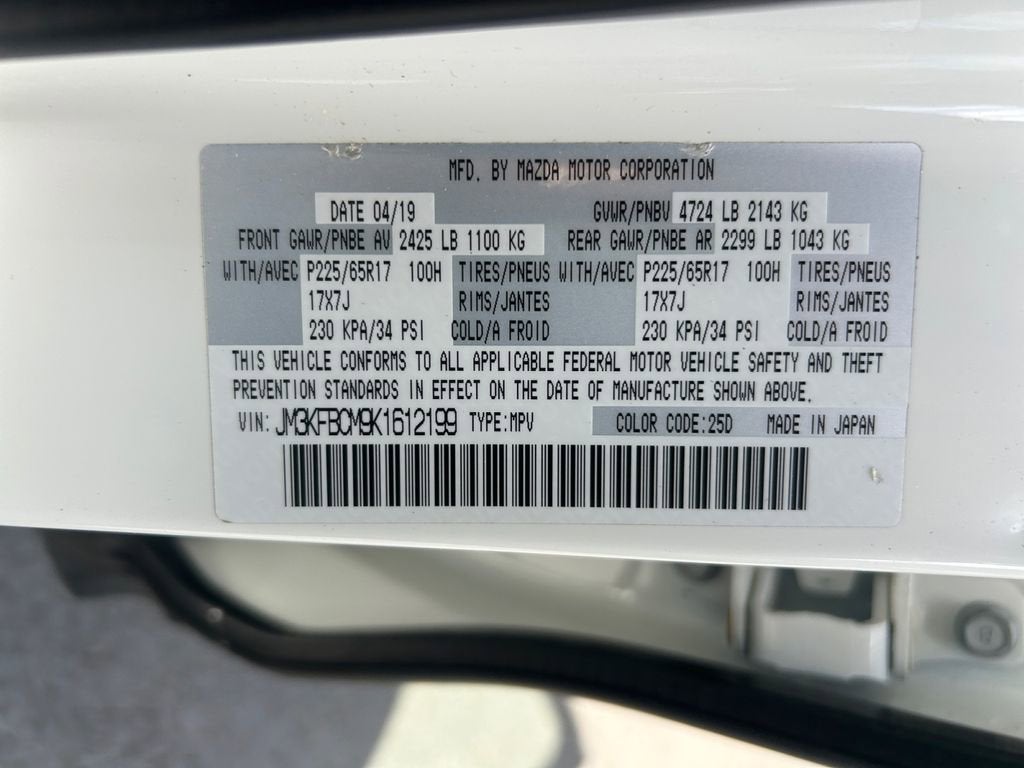 MFD. BY MAZDA MOTOR CORPORATION
DATE 04/19 GVWR/PNBV 4724 LB 2143 KG
FRONT GAWR/PNBE AV 2425 LB 1100 KG REAR GAWR/PNBE AR 2299 LB 1043 KG
WITH/AVEC P225/65R17 100H TIRES/PNEUS WITH/AVEC P225/65R17 100H TIRES/PNEUS
17X7J RIMS/JANTES 17X7J RIMS/JANTES
230 KPA/34 PSI COLD/A FROID 230 KPA/34 PSI COLD/A FROID
THIS VEHICLE CONFORMS TO ALL APPLICABLE FEDERAL MOTOR VEHICLE SAFETY AND THEFT
PREVENTION STANDARDS IN EFFECT ON THE DATE OF MANUFACTURE SHOWN ABOVE.
VIN: JM3KFBCM9K1612199 TYPE:MPV COLOR CODE:25D MADE IN JAPAN